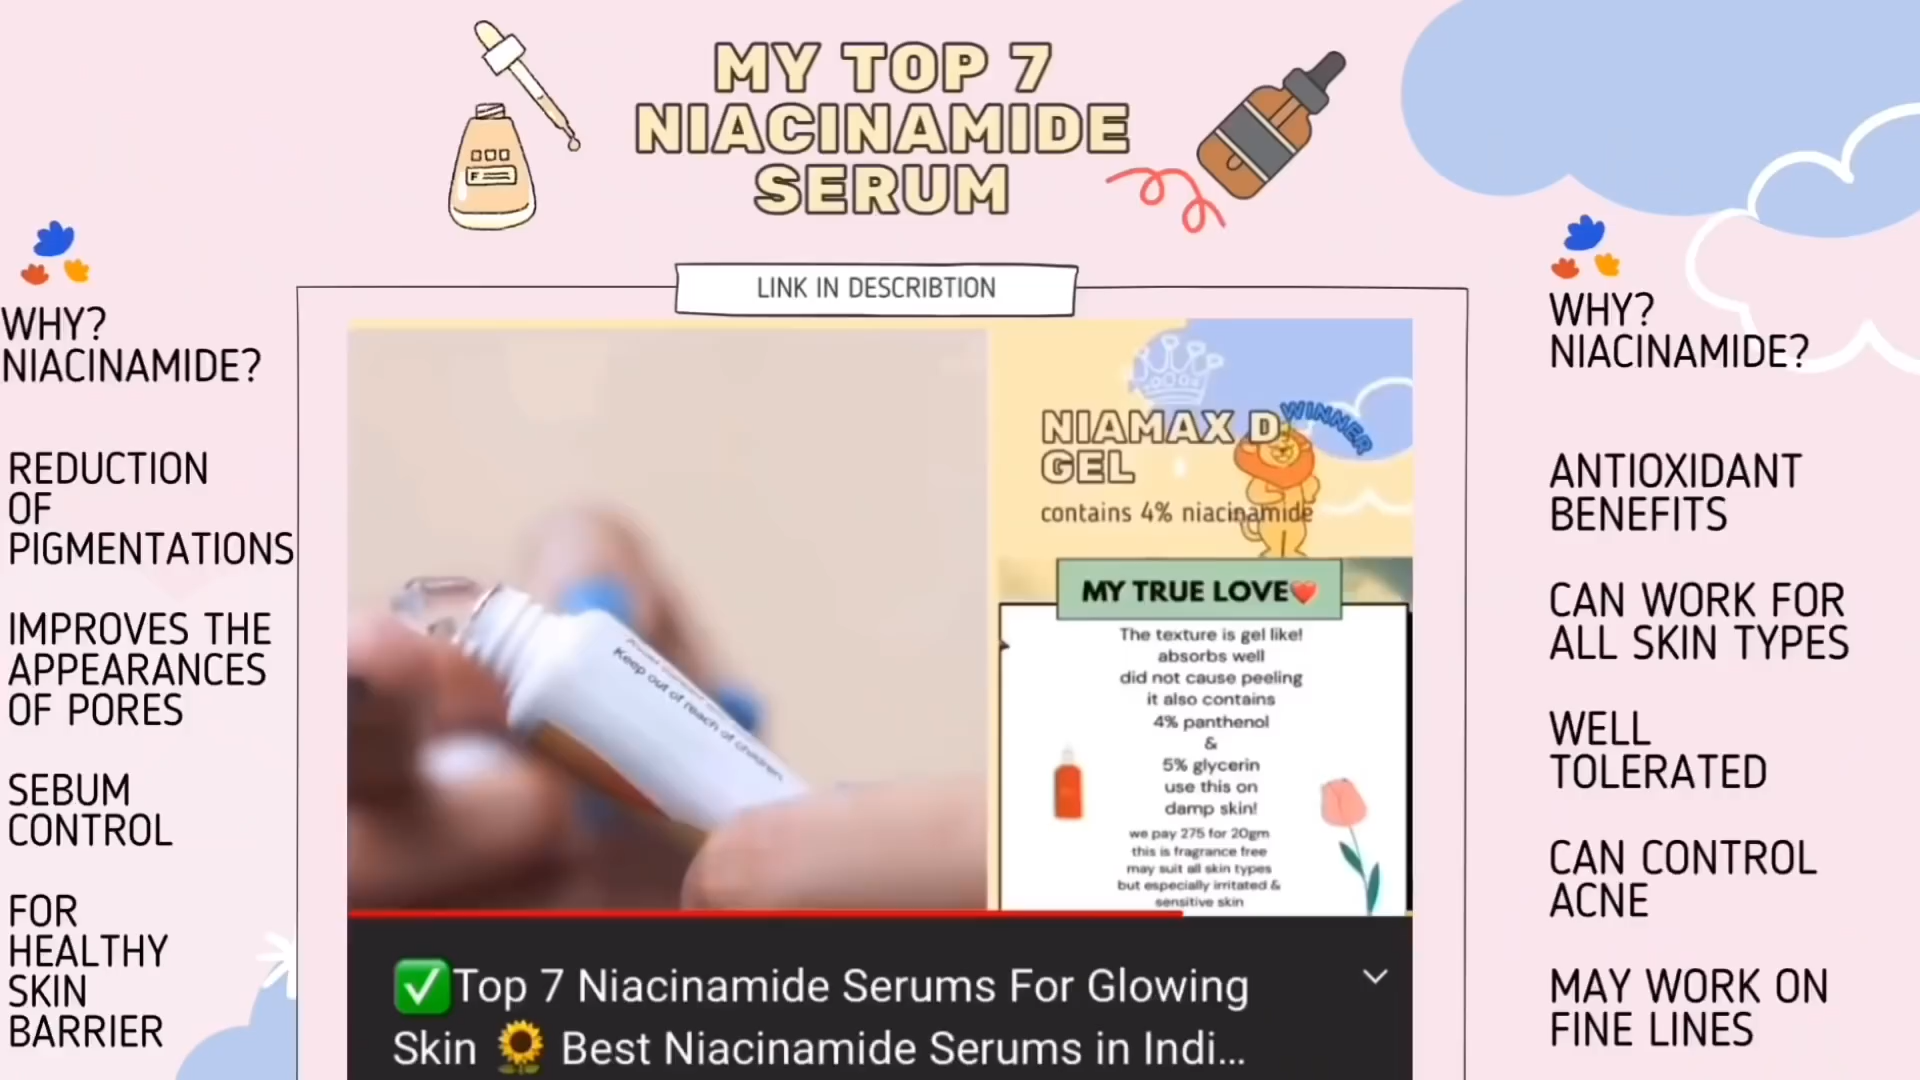 MY TOP 7
NIACINAMIDE
SERUM
LINK IN DESCRIBTION
WHY?
NIACINAMIDE?
REDUCTION
OF
PIGMENTATIONS
IMPROVES THE
APPEARANCES
OF PORES
SEBUM
CONTROL
FOR
HEALTHY
SKIN
BARRIER
Keep out of reach of children.
NIAMAX D
GEL
WINNER
contains 4% niacinamide
MY TRUE LOVE❤️
The texture is gel like!
absorbs well
did not cause peeling
it also contains
4% panthenol
&
5% glycerin
use this on
damp skin!
we pay 275 for 20gm
this is fragrance free
may suit all skin types
but especially irritated &
sensitive skin
✅Top 7 Niacinamide Serums For Glowing
Skin 🌻 Best Niacinamide Serums in Indi...
WHY?
NIACINAMIDE?
ANTIOXIDANT
BENEFITS
CAN WORK FOR
ALL SKIN TYPES
WELL
TOLERATED
CAN CONTROL
ACNE
MAY WORK ON
FINE LINES